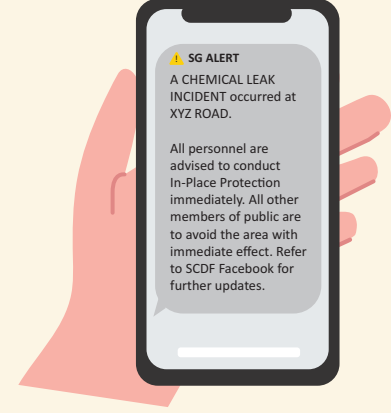 SG ALERT
A CHEMICAL LEAK
INCIDENT occurred at
XYZ ROAD.
All personnel are
advised to conduct
In-Place Protection
immediately. All other
members of public are
to avoid the area with
immediate effect. Refer
to SCDF Facebook for
further updates.